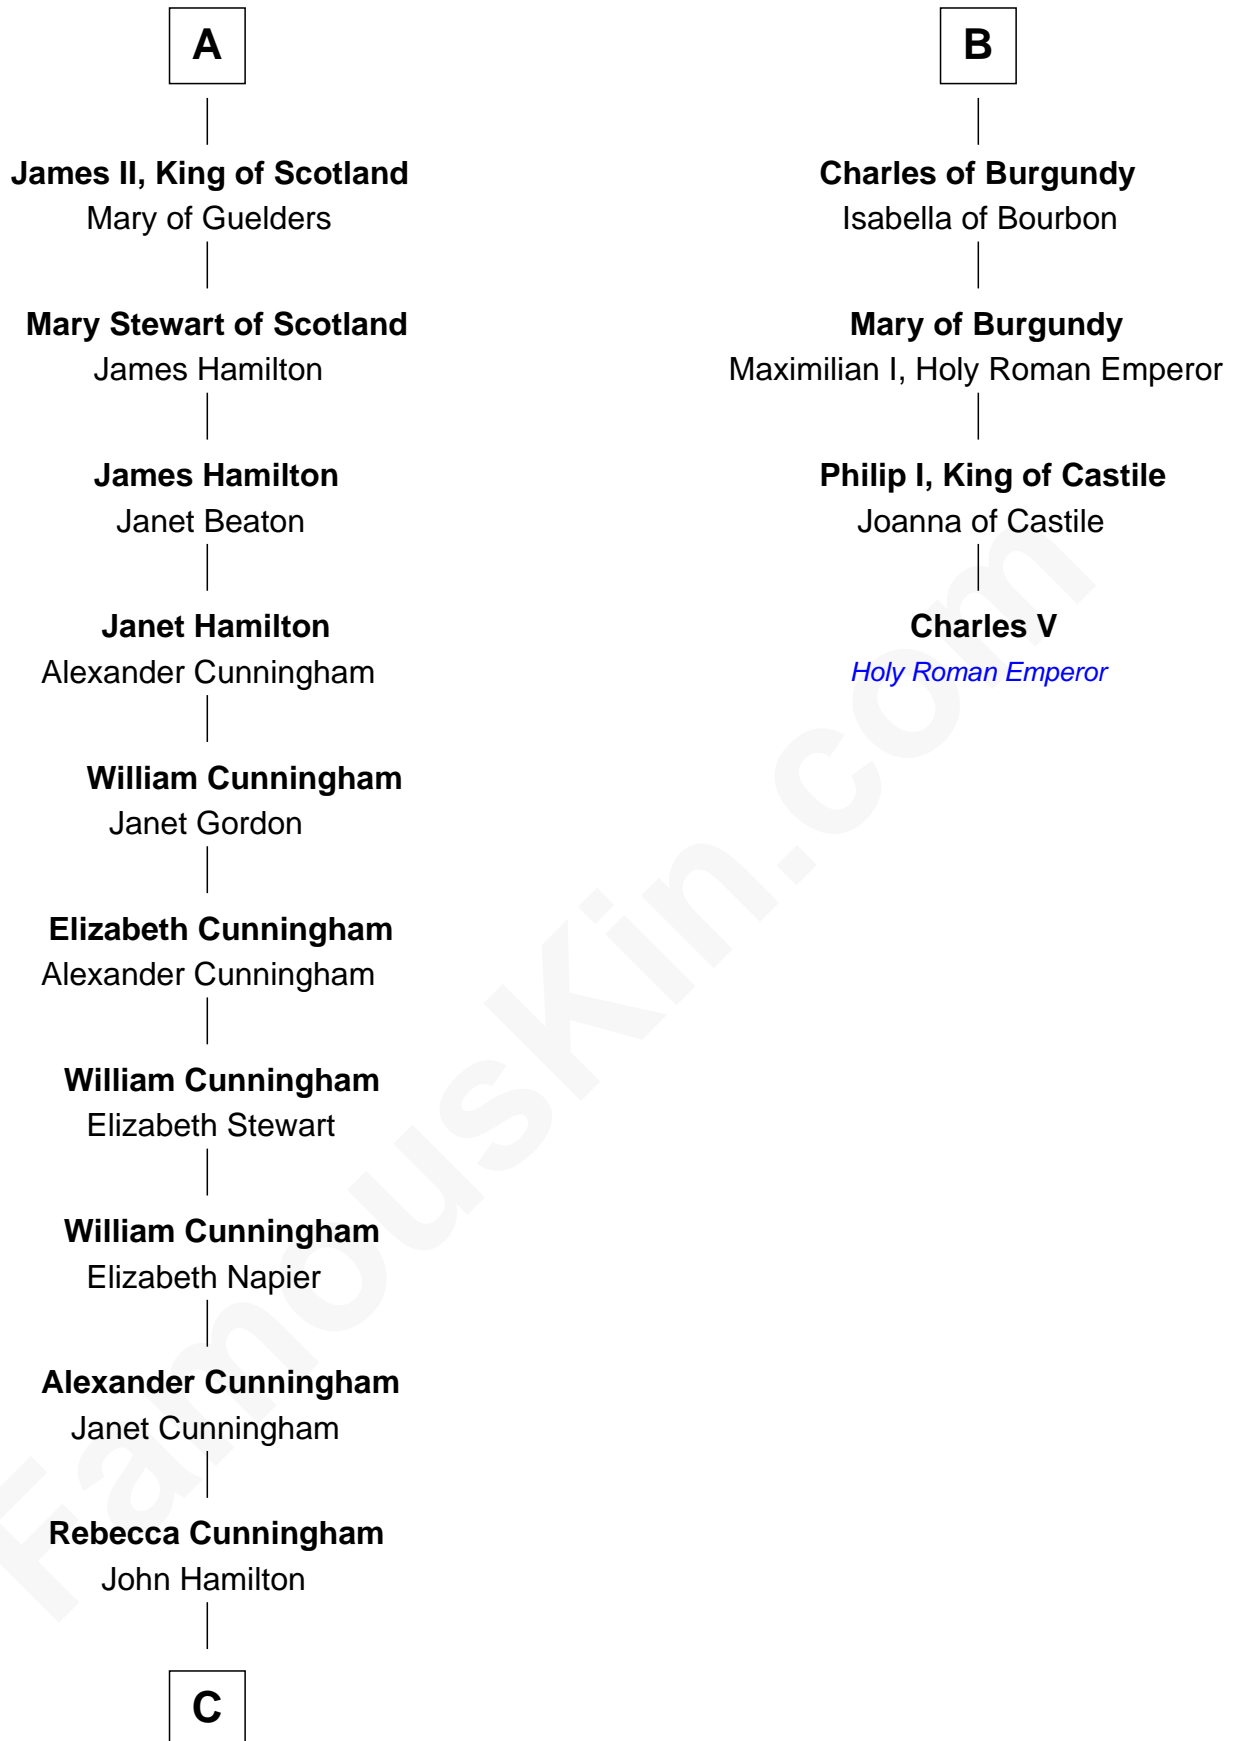 A
James II, King of Scotland
Mary of Guelders
Mary Stewart of Scotland
James Hamilton
James Hamilton
Janet Beaton
Janet Hamilton
Alexander Cunningham
William Cunningham
Janet Gordon
Elizabeth Cunningham
Alexander Cunningham
William Cunningham
Elizabeth Stewart
William Cunningham
Elizabeth Napier
Alexander Cunningham
Janet Cunningham
Rebecca Cunningham
John Hamilton
C
B
Charles of Burgundy
Isabella of Bourbon
Mary of Burgundy
Maximilian I, Holy Roman Emperor
Philip I, King of Castile
Joanna of Castile
Charles V
Holy Roman Emperor
FamousKin.com